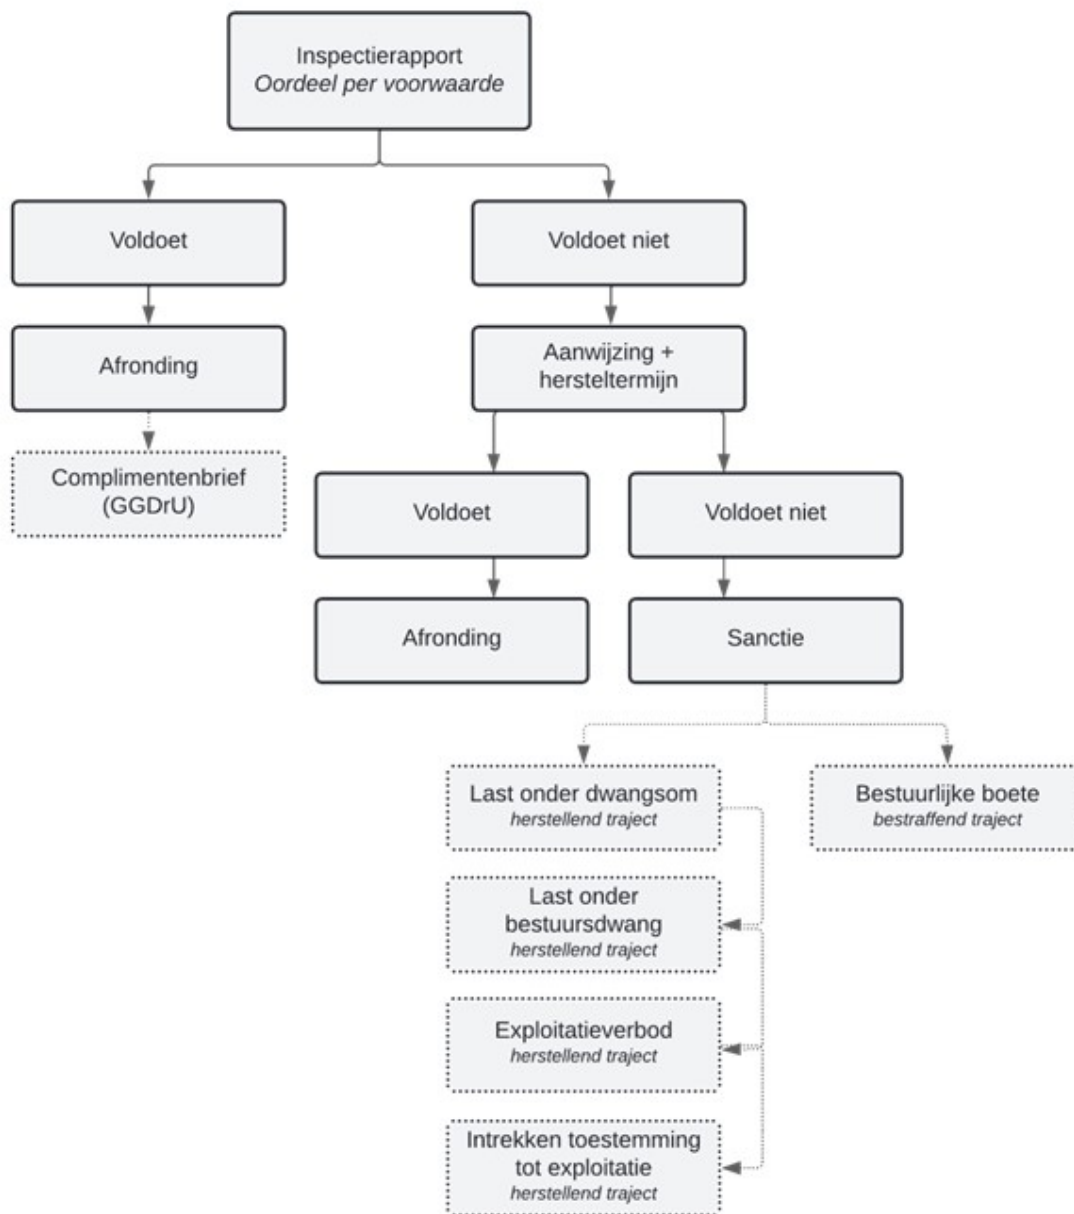 Inspectierapport
Oordeel per voorwaarde
Voldoet
Voldoet niet
Afronding
Aanwijzing +
hersteltermijn
Complimentenbrief
(GGDrU)
Voldoet
Voldoet niet
Afronding
Sanctie
Last onder dwangsom
herstellend traject
Bestuurlijke boete
bestraffend traject
Last onder
bestuursdwang
herstellend traject
Exploitatieverbod
herstellend traject
Intrekken toestemming
tot exploitatie
herstellend traject